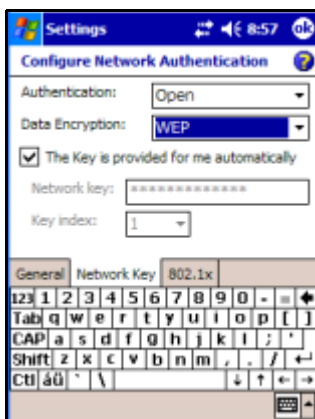 Settings 8:57 ok
Configure Network Authentication ?
Authentication: Open
Data Encryption: WEP
The Key is provided for me automatically
Network key: *************
Key index: 1
General Network Key 802.1x
123 1 2 3 4 5 6 7 8 9 0 - =
Tab q w e r t y u i o p [ ]
CAP a s d f g h j k l ; '
Shift z x c v b n m , . /
Ctl áü ` \